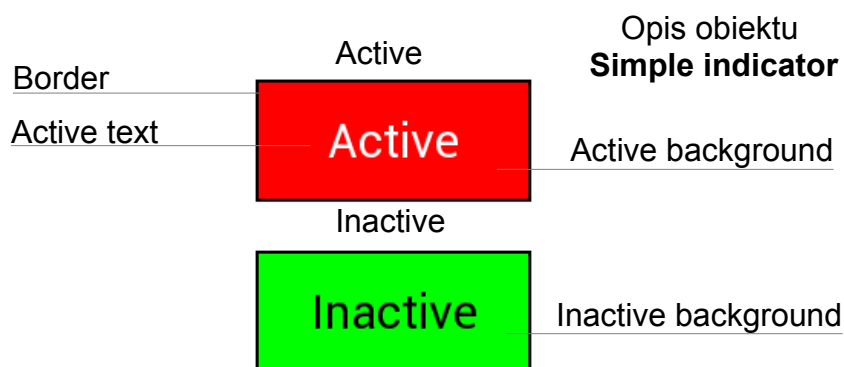 Opis obiektu
Simple indicator
Active
Border
Active text
Active
Active background
Inactive
Inactive
Inactive background